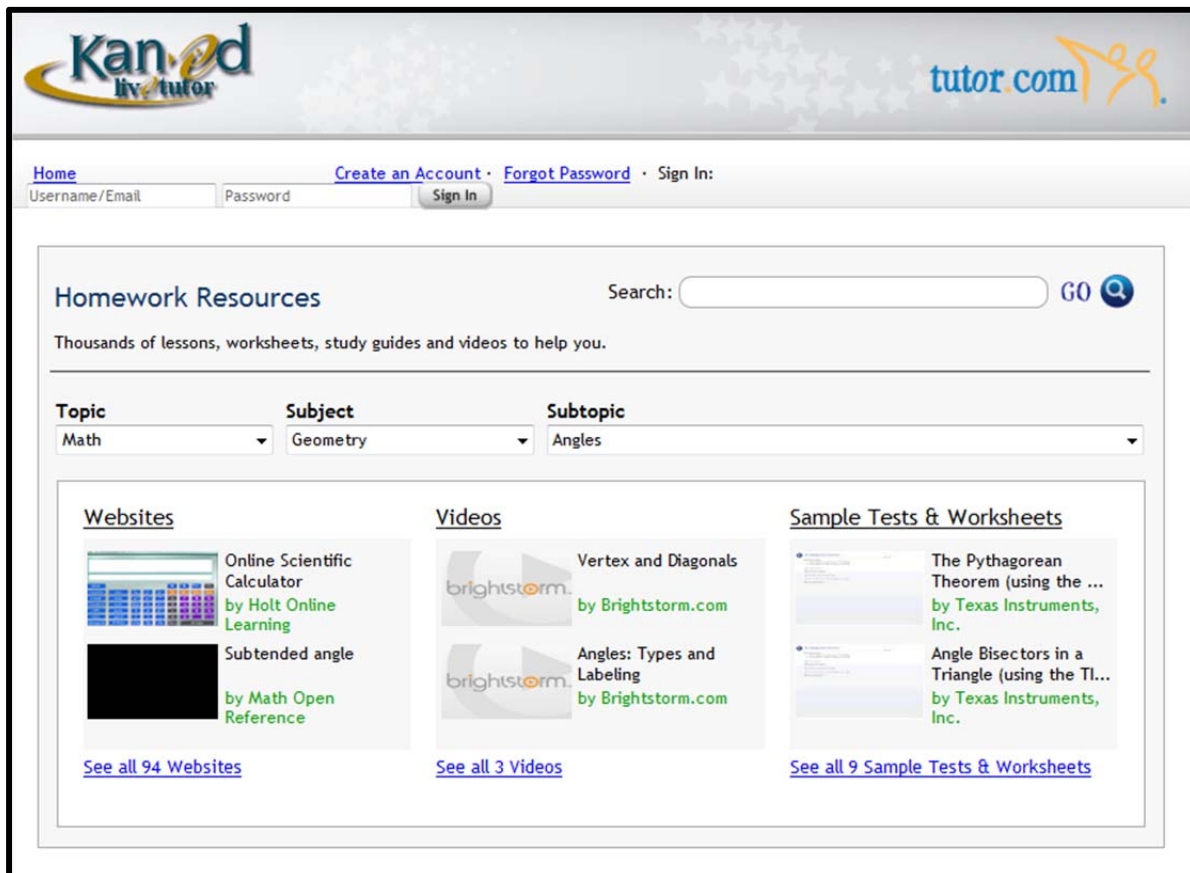 Kan-ed
live tutor
tutor.com
Home
Create an Account · Forgot Password · Sign In:
Username/Email
Password
Sign In
Homework Resources
Search:
GO
Thousands of lessons, worksheets, study guides and videos to help you.
Topic
Subject
Subtopic
Math
Geometry
Angles
Websites
Online Scientific
Calculator
by Holt Online
Learning
Subtended angle
by Math Open
Reference
See all 94 Websites
Videos
brightstorm.
Vertex and Diagonals
by Brightstorm.com
brightstorm.
Angles: Types and
Labeling
by Brightstorm.com
See all 3 Videos
Sample Tests & Worksheets
The Pythagorean
Theorem (using the ...
by Texas Instruments,
Inc.
Angle Bisectors in a
Triangle (using the TI...
by Texas Instruments,
Inc.
See all 9 Sample Tests & Worksheets